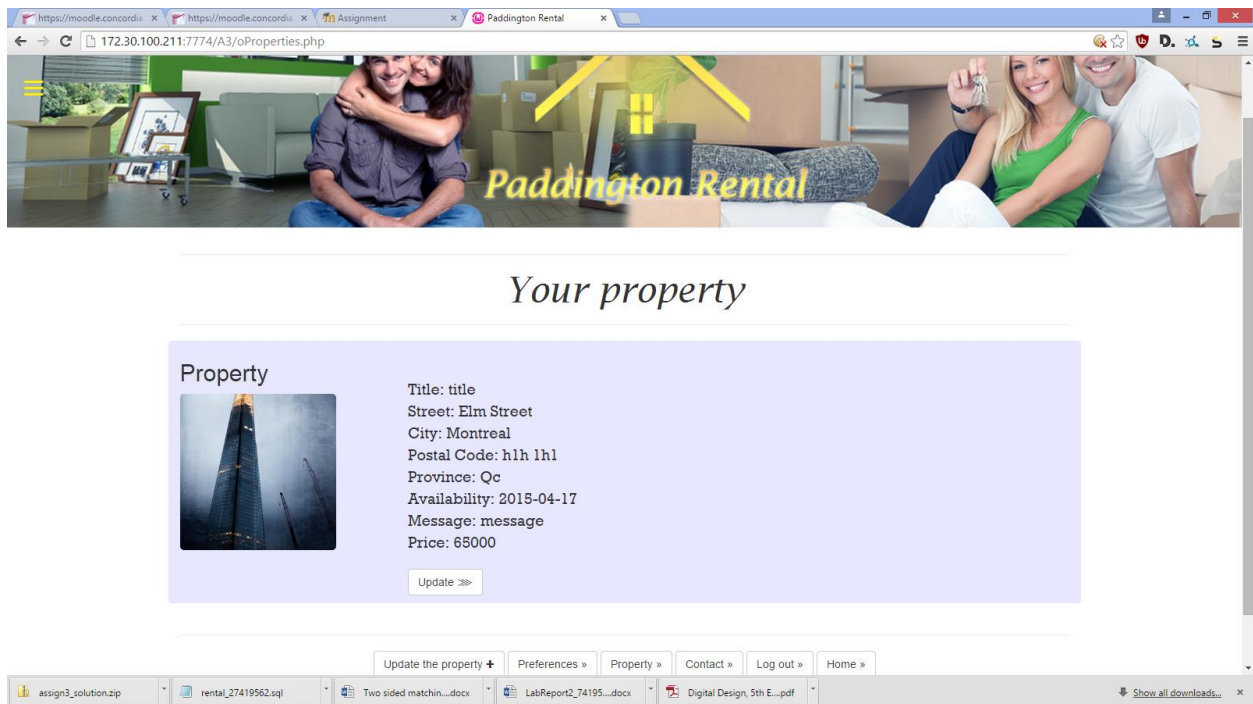 https://moodle.concordia
https://moodle.concordia
Assignment
Paddington Rental
172.30.100.211:7774/A3/oProperties.php
Paddington Rental
Your property
Property
Title: title
Street: Elm Street
City: Montreal
Postal Code: h1h 1h1
Province: Qc
Availability: 2015-04-17
Message: message
Price: 65000
Update ⋙
Update the property ✚
Preferences »
Property »
Contact »
Log out »
Home »
assign3_solution.zip
rental_27419562.sql
Two sided matchin....docx
LabReport2_74195....docx
Digital Design, 5th E....pdf
Show all downloads...